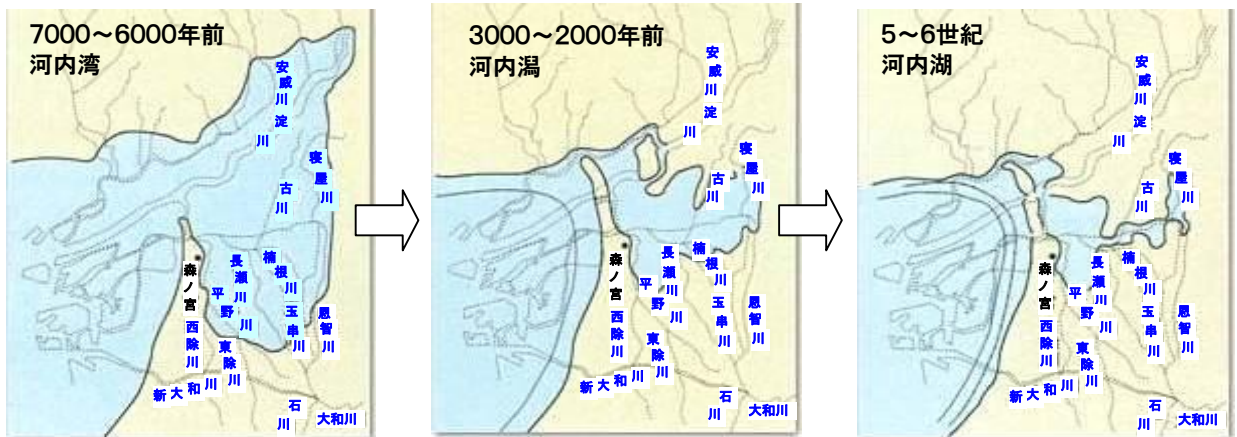 7000～6000年前
河内湾
安威川
淀川
寝屋川
古川
森ノ宮
長瀬川
楠根川
平野川
玉串川
恩智川
西除川
東除川
新大和川
石川
大和川
3000～2000年前
河内潟
安威川
淀川
寝屋川
古川
森ノ宮
長瀬川
楠根川
平野川
玉串川
恩智川
西除川
東除川
新大和川
石川
大和川
5～6世紀
河内湖
安威川
淀川
寝屋川
古川
森ノ宮
長瀬川
楠根川
平野川
玉串川
恩智川
西除川
東除川
新大和川
石川
大和川